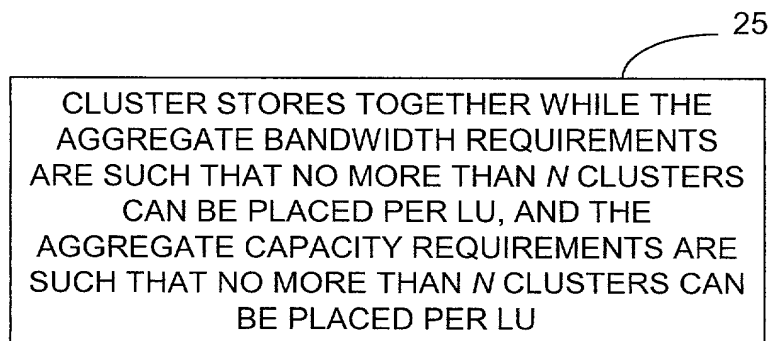 25
CLUSTER STORES TOGETHER WHILE THE
AGGREGATE BANDWIDTH REQUIREMENTS
ARE SUCH THAT NO MORE THAN N CLUSTERS
CAN BE PLACED PER LU, AND THE
AGGREGATE CAPACITY REQUIREMENTS ARE
SUCH THAT NO MORE THAN N CLUSTERS CAN
BE PLACED PER LU